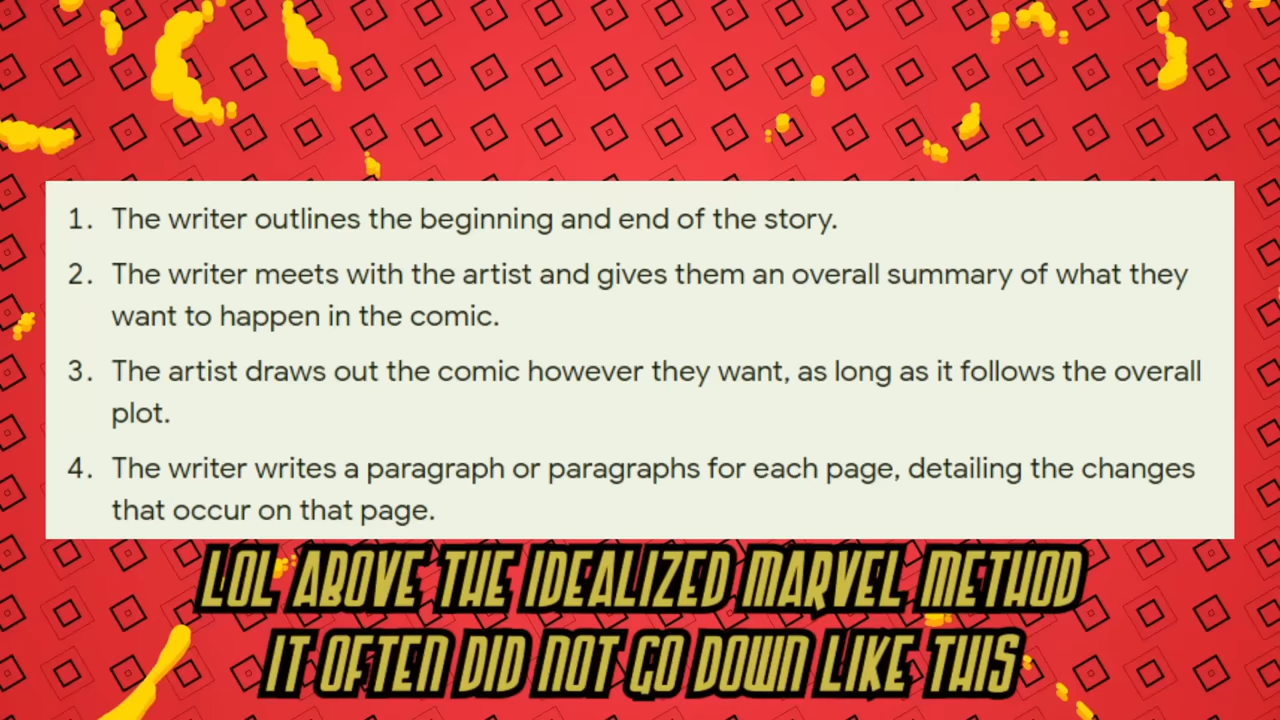 1. The writer outlines the beginning and end of the story.
2. The writer meets with the artist and gives them an overall summary of what they
want to happen in the comic.
3. The artist draws out the comic however they want, as long as it follows the overall
plot.
4. The writer writes a paragraph or paragraphs for each page, detailing the changes
that occur on that page.
LOL ABOVE THE IDEALIZED MARVEL METHOD
IT OFTEN DID NOT GO DOWN LIKE THIS